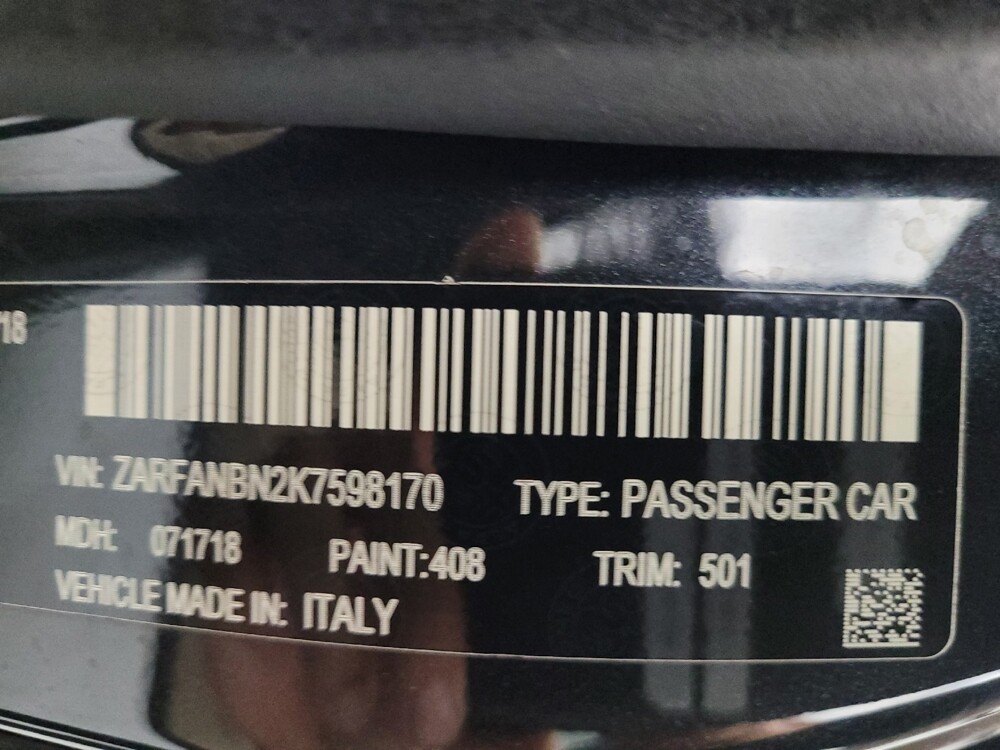 18
VIN: ZARFANBN2K7598170 TYPE: PASSENGER CAR
MDH: 071718 PAINT:408 TRIM: 501
VEHICLE MADE IN: ITALY